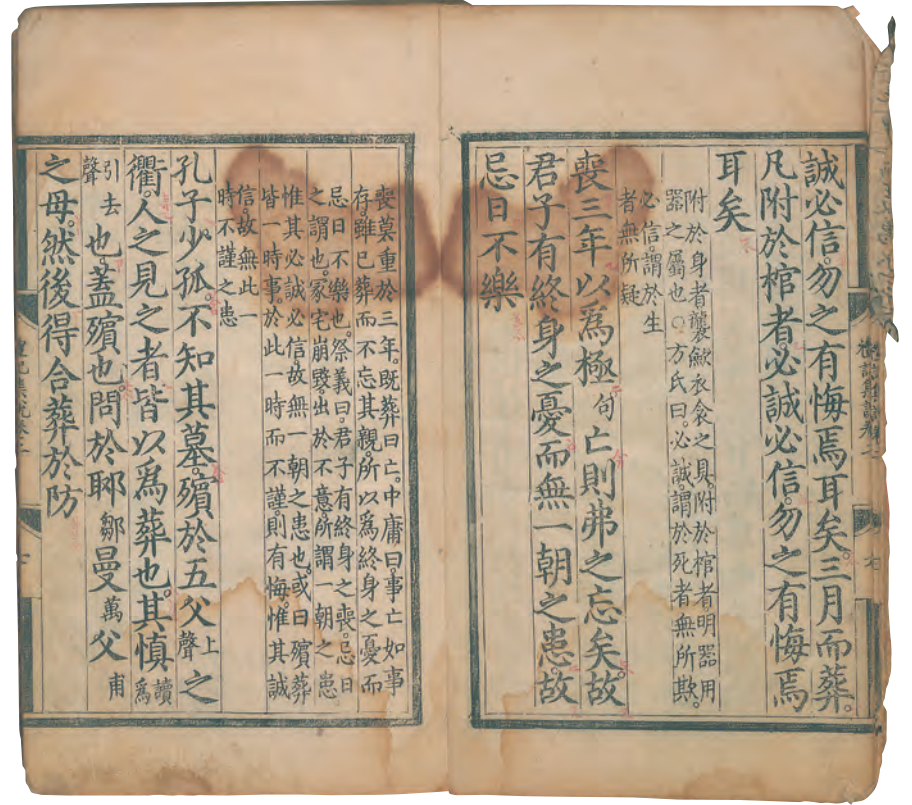 誠必信。勿之有悔焉耳矣。三月而葬。
凡附於棺者。必誠必信。勿之有悔焉
耳矣
附於身者襲歛衣衾之具。附於棺者。明器用
器之屬也。○方氏曰。必誠。謂於死者無所欺。
必信。謂於生
者無所疑
喪三年以爲極句亡則弗之忘矣。故
君子有終身之憂而無一朝之患。故
忌日不樂
喪莫重於三年。既葬曰亡。中庸曰事亡如事
存。雖已葬而不忘其親。所以爲終身之憂而
忌日不樂也。祭義曰。君子有終身之喪。忌日
之謂也。冢宅崩毀。出於不意。所謂一朝之患
惟其必誠必信。故無一朝之患也。或曰殯葬
皆一時事。於此一時而不謹。則有悔。惟其誠
信。故無此一
時不謹之患
孔子少孤。不知其墓。殯於五父上聲之
衢。人之見之者皆以爲葬也。其慎讀爲
引去聲也。蓋殯也。問於郰鄒曼萬父甫
之母。然後得合葬於防